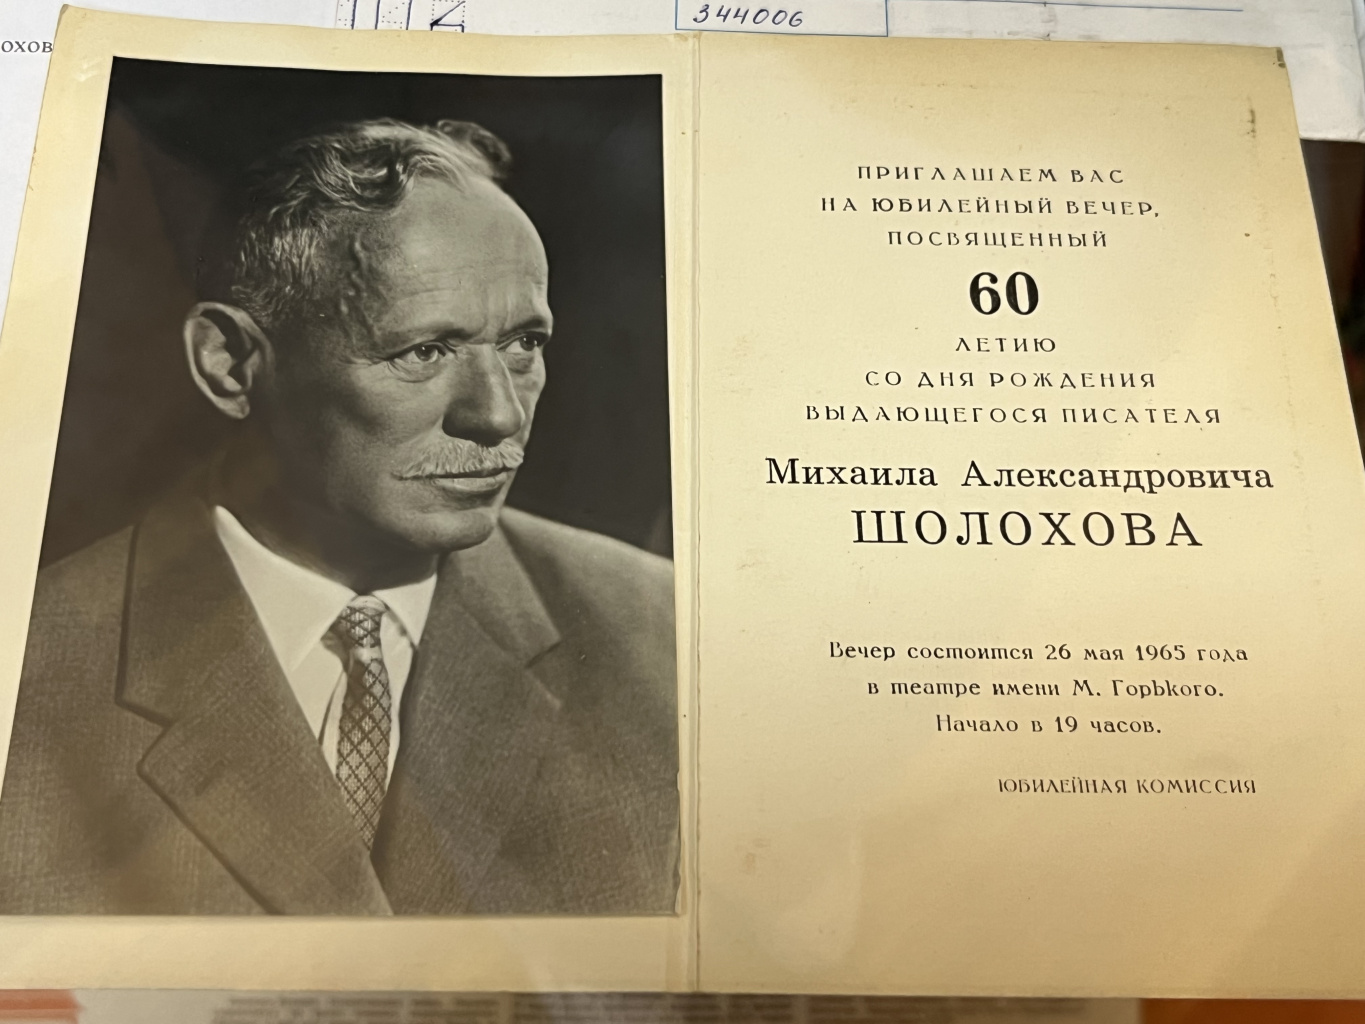 344006
охов
ПРИГЛАШАЕМ ВАС
НА ЮБИЛЕЙНЫЙ ВЕЧЕР,
ПОСВЯЩЕННЫЙ
60
ЛЕТИЮ
СО ДНЯ РОЖДЕНИЯ
ВЫДАЮЩЕГОСЯ ПИСАТЕЛЯ
Михаила Александровича
ШОЛОХОВА
Вечер состоится 26 мая 1965 года
в театре имени М. Горького.
Начало в 19 часов.
ЮБИЛЕЙНАЯ КОМИССИЯ